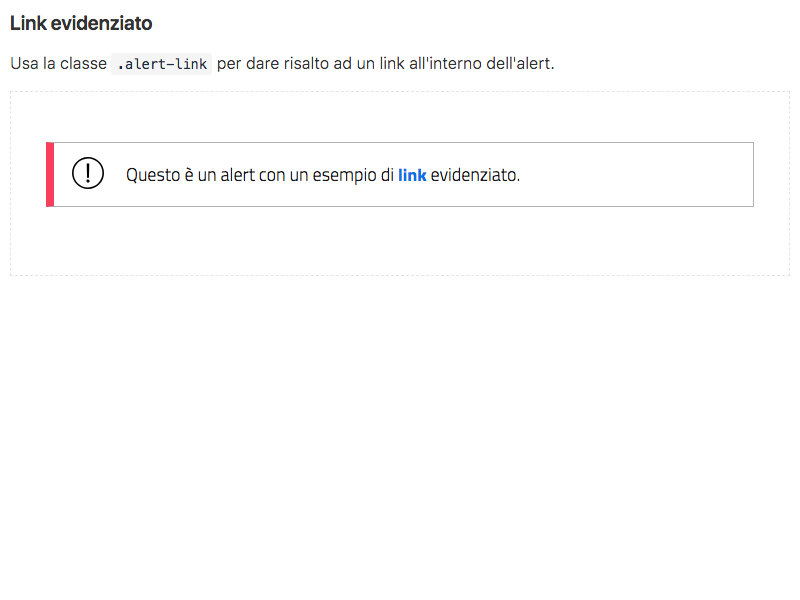 Link evidenziato
Usa la classe .alert-link per dare risalto ad un link all'interno dell'alert.
Questo è un alert con un esempio di link evidenziato.